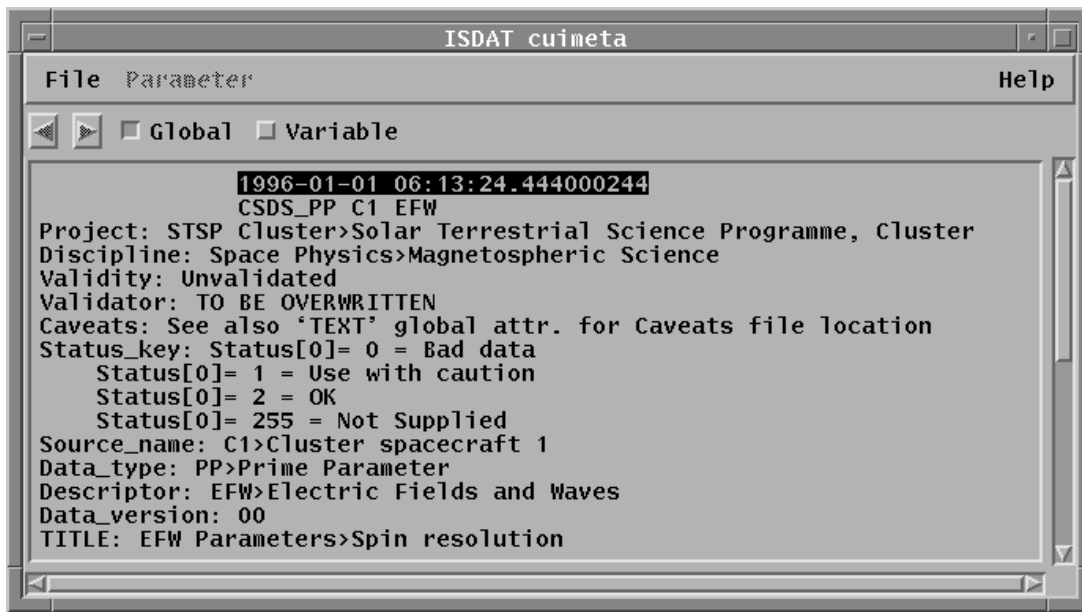 ISDAT cuimeta
File Parameter Help
Global Variable
1996-01-01 06:13:24.444000244
CSDS_PP C1 EFW
Project: STSP Cluster>Solar Terrestrial Science Programme, Cluster
Discipline: Space Physics>Magnetospheric Science
Validity: Unvalidated
Validator: TO BE OVERWRITTEN
Caveats: See also ‘TEXT’ global attr. for Caveats file location
Status_key: Status[0]= 0 = Bad data
Status[0]= 1 = Use with caution
Status[0]= 2 = OK
Status[0]= 255 = Not Supplied
Source_name: C1>Cluster spacecraft 1
Data_type: PP>Prime Parameter
Descriptor: EFW>Electric Fields and Waves
Data_version: 00
TITLE: EFW Parameters>Spin resolution